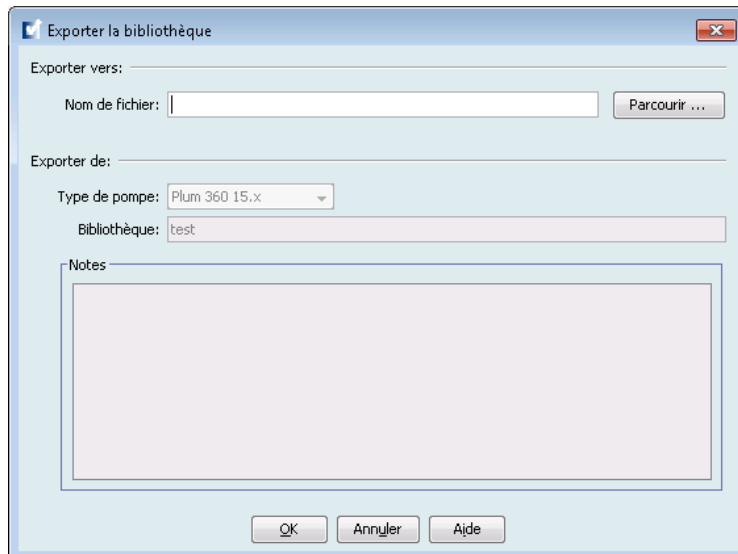 Exporter la bibliothèque
Exporter vers:
Nom de fichier:
Parcourir ...
Exporter de:
Type de pompe: Plum 360 15.x
Bibliothèque: test
Notes
OK Annuler Aide